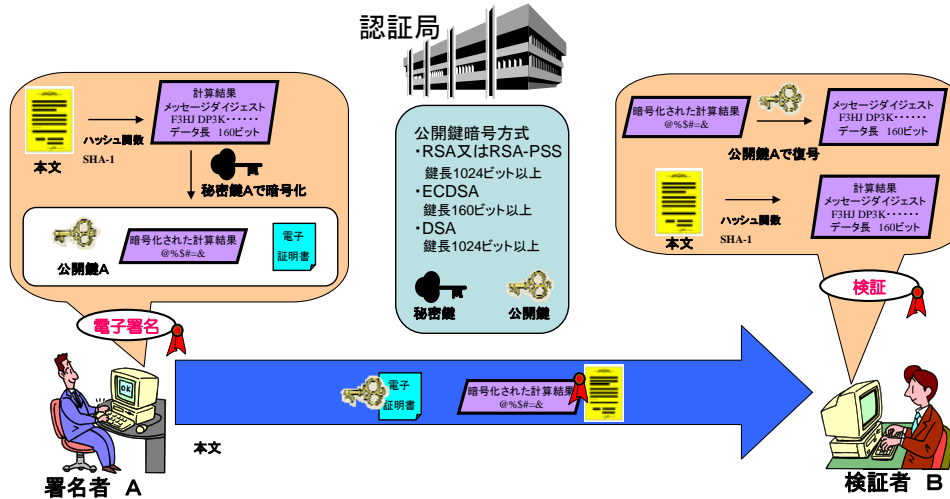 認証局
計算結果
メッセージダイジェスト
F3HJ DP3K‥‥‥
データ長 160ビット
本文
ハッシュ関数
SHA-1
秘密鍵Aで暗号化
公開鍵A
暗号化された計算結果
@%$#=&
電子
証明書
電子署名
OK
署名者 A
公開鍵暗号方式
・RSA又はRSA-PSS
鍵長1024ビット以上
・ECDSA
鍵長160ビット以上
・DSA
鍵長1024ビット以上
秘密鍵
公開鍵
暗号化された計算結果
@%$#=&
公開鍵Aで復号
メッセージダイジェスト
F3HJ DP3K‥‥‥
データ長 160ビット
本文
ハッシュ関数
SHA-1
計算結果
メッセージダイジェスト
F3HJ DP3K‥‥‥
データ長 160ビット
検証
電子
証明書
暗号化された計算結果
@%$#=&
本文
検証者 B